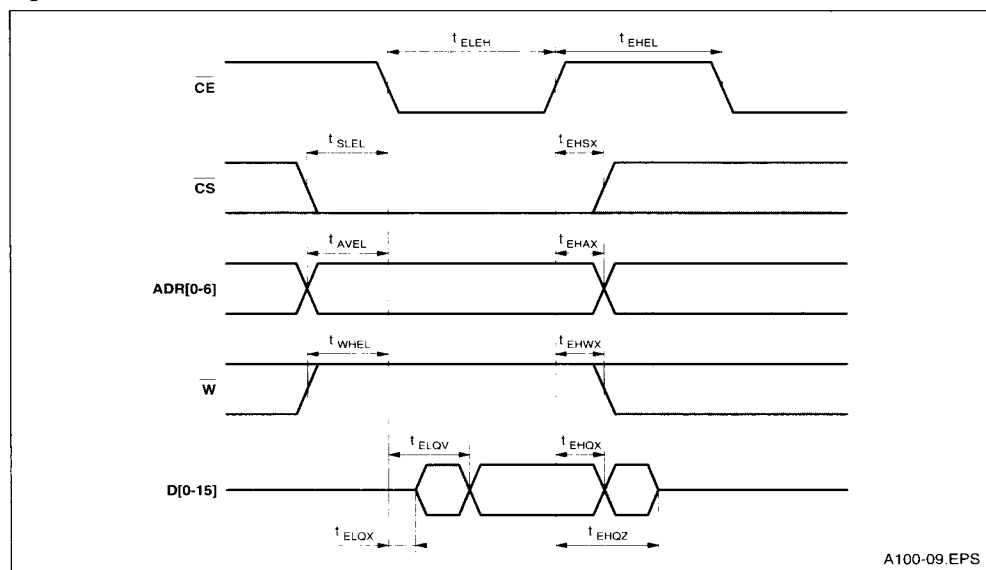 t ELEH
t EHEL
CE
t SLEL
t EHSX
CS
t AVEL
t EHAX
ADR[0-6]
t WHEL
t EHWX
W
t ELQV
t EHQX
D[0-15]
t ELQX
t EHQZ
A100-09.EPS